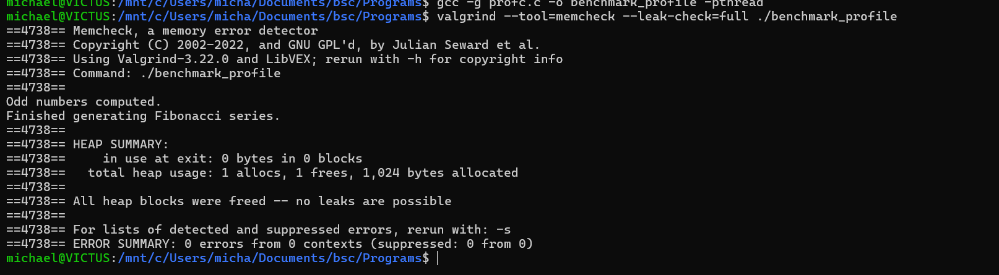 michael@VICTUS:/mnt/c/Users/micha/Documents/bsc/Programs$ gcc -g profc.c -o benchmark_profile -pthread
michael@VICTUS:/mnt/c/Users/micha/Documents/bsc/Programs$ valgrind --tool=memcheck --leak-check=full ./benchmark_profile
==4738== Memcheck, a memory error detector
==4738== Copyright (C) 2002-2022, and GNU GPL'd, by Julian Seward et al.
==4738== Using Valgrind-3.22.0 and LibVEX; rerun with -h for copyright info
==4738== Command: ./benchmark_profile
==4738==
Odd numbers computed.
Finished generating Fibonacci series.
==4738==
==4738== HEAP SUMMARY:
==4738==     in use at exit: 0 bytes in 0 blocks
==4738==   total heap usage: 1 allocs, 1 frees, 1,024 bytes allocated
==4738==
==4738== All heap blocks were freed -- no leaks are possible
==4738==
==4738== For lists of detected and suppressed errors, rerun with: -s
==4738== ERROR SUMMARY: 0 errors from 0 contexts (suppressed: 0 from 0)
michael@VICTUS:/mnt/c/Users/micha/Documents/bsc/Programs$